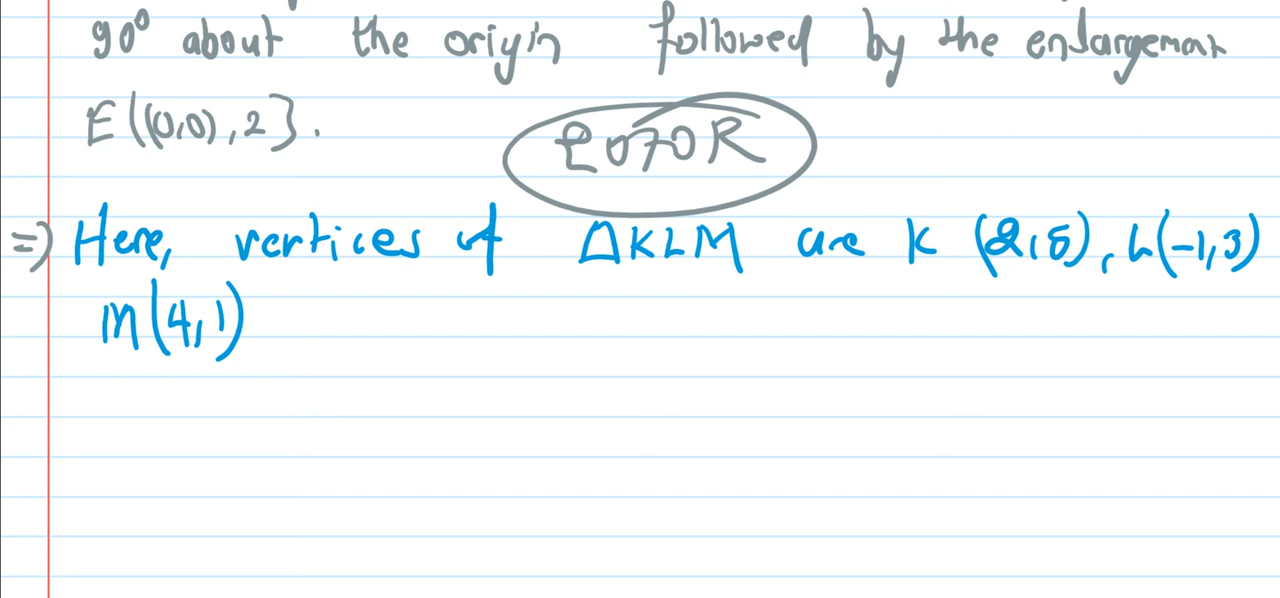 90° about the origin followed by the enlargement
E{(0,0), 2}.
2070 R
=) Here, vertices of ΔKLM are K (2,5), L(-1,3)
M(4,1)